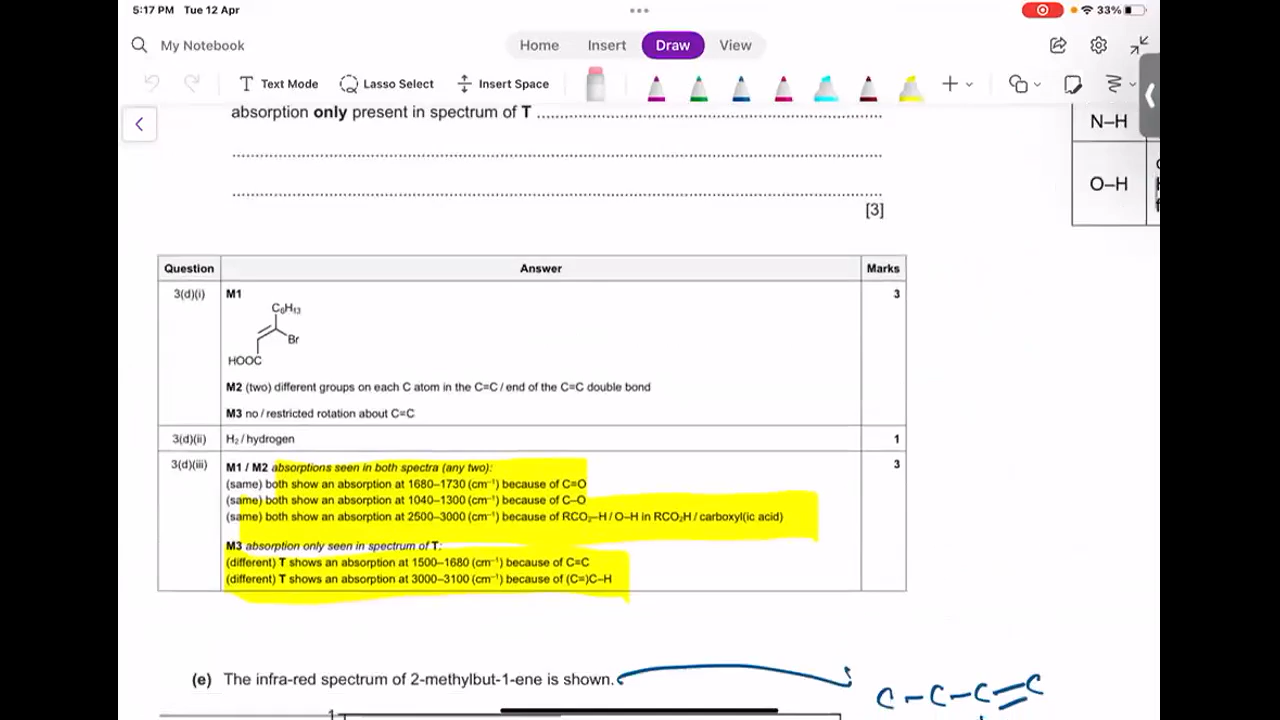 5:17 PM Tue 12 Apr
33%
My Notebook
Home Insert Draw View
Text Mode Lasso Select Insert Space
absorption only present in spectrum of T ..........................................................................
..............................................................................................................................................
..............................................................................................................................................
[3]
N–H
O–H
Question Answer Marks
3(d)(i) M1 3
C₆H₁₃
Br
HOOC
M2 (two) different groups on each C atom in the C=C / end of the C=C double bond
M3 no / restricted rotation about C=C
3(d)(ii) H₂ / hydrogen 1
3(d)(iii) M1 / M2 absorptions seen in both spectra (any two): 3
(same) both show an absorption at 1680–1730 (cm⁻¹) because of C=O
(same) both show an absorption at 1040–1300 (cm⁻¹) because of C–O
(same) both show an absorption at 2500–3000 (cm⁻¹) because of RCO₂–H / O–H in RCO₂H / carboxyl(ic acid)
M3 absorption only seen in spectrum of T:
(different) T shows an absorption at 1500–1680 (cm⁻¹) because of C=C
(different) T shows an absorption at 3000–3100 (cm⁻¹) because of (C=)C–H
(e) The infra-red spectrum of 2-methylbut-1-ene is shown.
C – C – C = C
1